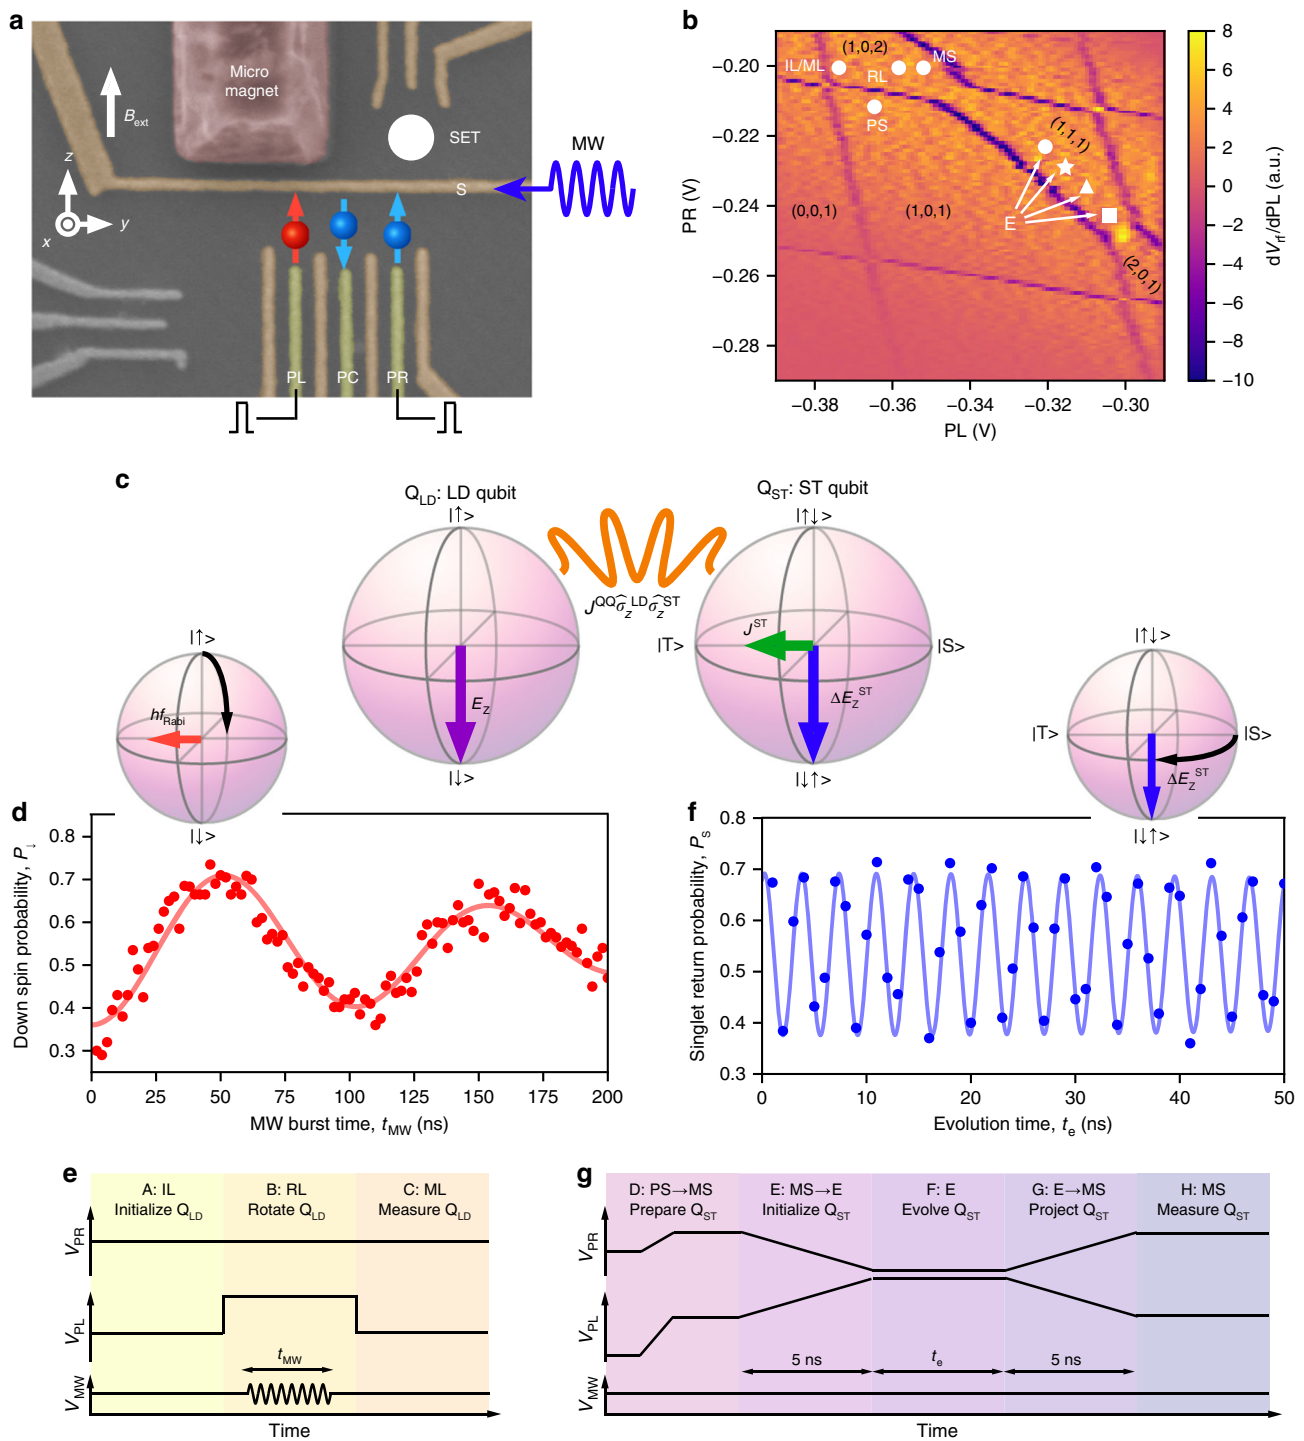 a
Micro
magnet
B_ext
z
y
x
SET
MW
S
PL
PC
PR
b
(1,0,2)
MS
IL/ML
RL
PS
(1,1,1)
(0,0,1)
(1,0,1)
E
(2,0,1)
−0.20
−0.22
−0.24
−0.26
−0.28
PR (V)
−0.38
−0.36
−0.34
−0.32
−0.30
PL (V)
8
6
4
2
0
−2
−4
−6
−8
−10
dV_rf/dPL (a.u.)
c
Q_LD: LD qubit
|↑>
E_Z
|↓>
J^QQ σ̂_z^LD σ̂_z^ST
Q_ST: ST qubit
|↑↓>
|T>
J^ST
|S>
ΔE_Z^ST
|↓↑>
|↑>
hf_Rabi
|↓>
|↑↓>
|T>
|S>
ΔE_Z^ST
|↓↑>
d
Down spin probability, P_↓
0.8
0.7
0.6
0.5
0.4
0.3
0
25
50
75
100
125
150
175
200
MW burst time, t_MW (ns)
f
Singlet return probability, P_S
0.8
0.7
0.6
0.5
0.4
0.3
0
10
20
30
40
50
Evolution time, t_e (ns)
e
A: IL
Initialize Q_LD
B: RL
Rotate Q_LD
C: ML
Measure Q_LD
V_PR
V_PL
t_MW
V_MW
Time
g
D: PS→MS
Prepare Q_ST
E: MS→E
Initialize Q_ST
F: E
Evolve Q_ST
G: E→MS
Project Q_ST
H: MS
Measure Q_ST
V_PR
V_PL
5 ns
t_e
5 ns
V_MW
Time